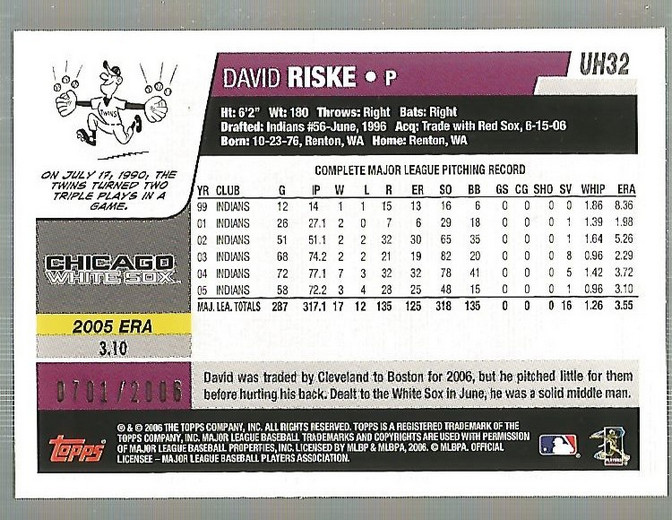 DAVID RISKE • P
UH32
Ht: 6'2" Wt: 180 Throws: Right Bats: Right
Drafted: Indians #56-June, 1996 Acq: Trade with Red Sox, 6-15-06
Born: 10-23-76, Renton, WA Home: Renton, WA
TWINS
ON JULY 17, 1990, THE
TWINS TURNED TWO
TRIPLE PLAYS IN A
GAME.
COMPLETE MAJOR LEAGUE PITCHING RECORD
YR CLUB G IP W L R ER SO BB GS CG SHO SV WHIP ERA
99 INDIANS 12 14 1 1 15 13 16 6 0 0 0 0 1.86 8.36
01 INDIANS 26 27.1 2 0 7 6 29 18 0 0 0 1 1.39 1.98
02 INDIANS 51 51.1 2 2 32 30 65 35 0 0 0 1 1.64 5.26
03 INDIANS 68 74.2 2 2 21 19 82 20 0 0 0 8 0.96 2.29
04 INDIANS 72 77.1 7 3 32 32 78 41 0 0 0 5 1.42 3.72
05 INDIANS 58 72.2 3 4 28 25 48 15 0 0 0 1 0.96 3.10
MAJ. LEA. TOTALS 287 317.1 17 12 135 125 318 135 0 0 0 16 1.26 3.55
CHICAGO
WHITE SOX
2005 ERA
3.10
0701/2006
David was traded by Cleveland to Boston for 2006, but he pitched little for them
before hurting his back. Dealt to the White Sox in June, he was a solid middle man.
Topps
® & © 2006 THE TOPPS COMPANY, INC. ALL RIGHTS RESERVED. TOPPS IS A REGISTERED TRADEMARK OF THE
TOPPS COMPANY, INC. MAJOR LEAGUE BASEBALL TRADEMARKS AND COPYRIGHTS ARE USED WITH PERMISSION
OF MAJOR LEAGUE BASEBALL PROPERTIES, INC. LICENSED BY MLBP & MLBPA, 2006. © MLBPA. OFFICIAL
LICENSEE – MAJOR LEAGUE BASEBALL PLAYERS ASSOCIATION.